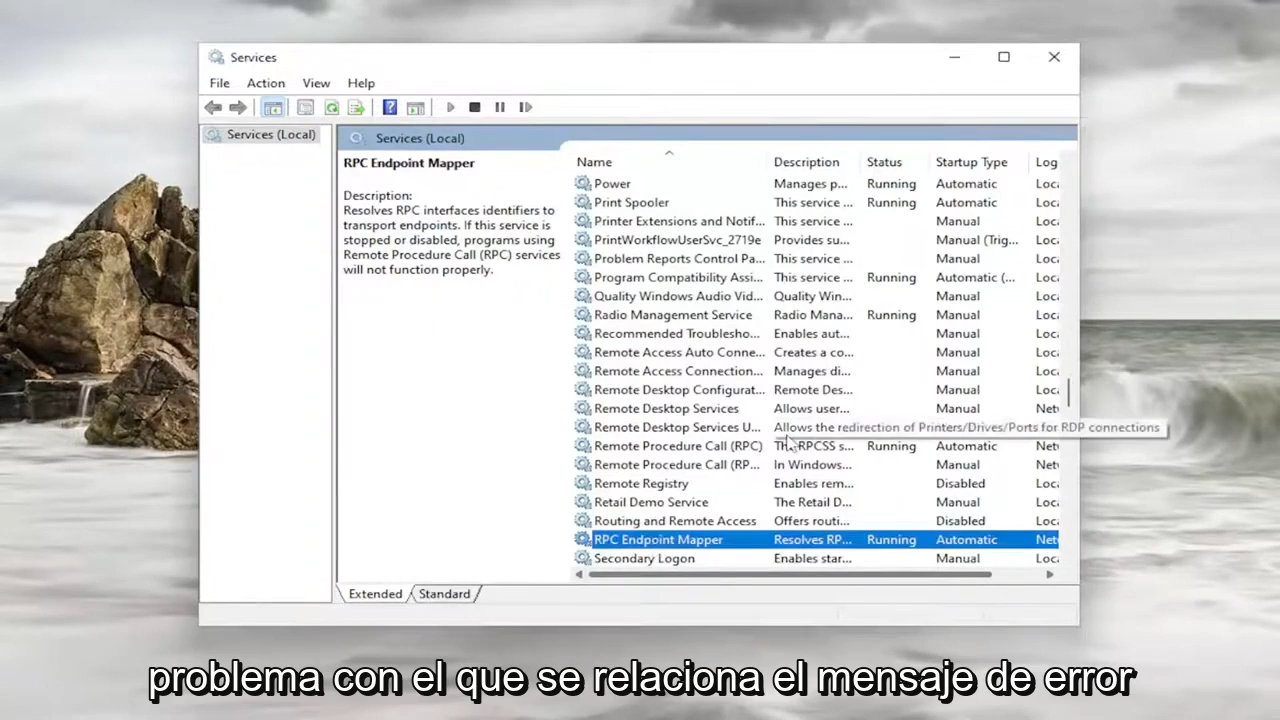 Services
File Action View Help
Services (Local)
Services (Local)
RPC Endpoint Mapper
Description:
Resolves RPC interfaces identifiers to
transport endpoints. If this service is
stopped or disabled, programs using
Remote Procedure Call (RPC) services
will not function properly.
Name Description Status Startup Type Log
Power Manages p... Running Automatic Loca
Print Spooler This service ... Running Automatic Loca
Printer Extensions and Notif... This service ... Manual Loca
PrintWorkflowUserSvc_2719e Provides su... Manual (Trig... Loca
Problem Reports Control Pa... This service ... Manual Loca
Program Compatibility Assi... This service ... Running Automatic (... Loca
Quality Windows Audio Vid... Quality Win... Manual Loca
Radio Management Service Radio Mana... Running Manual Loca
Recommended Troublesho... Enables aut... Manual Loca
Remote Access Auto Conne... Creates a co... Manual Loca
Remote Access Connection... Manages di... Manual Loca
Remote Desktop Configurat... Remote Des... Manual Loca
Remote Desktop Services Allows user... Manual Net
Remote Desktop Services U... Allows the redirection of Printers/Drives/Ports for RDP connections
Remote Procedure Call (RPC) The RPCSS s... Running Automatic Net
Remote Procedure Call (RP... In Windows... Manual Net
Remote Registry Enables rem... Disabled Loca
Retail Demo Service The Retail D... Manual Loca
Routing and Remote Access Offers routi... Disabled Loca
RPC Endpoint Mapper Resolves RP... Running Automatic Net
Secondary Logon Enables star... Manual Loca
Extended Standard
problema con el que se relaciona el mensaje de error